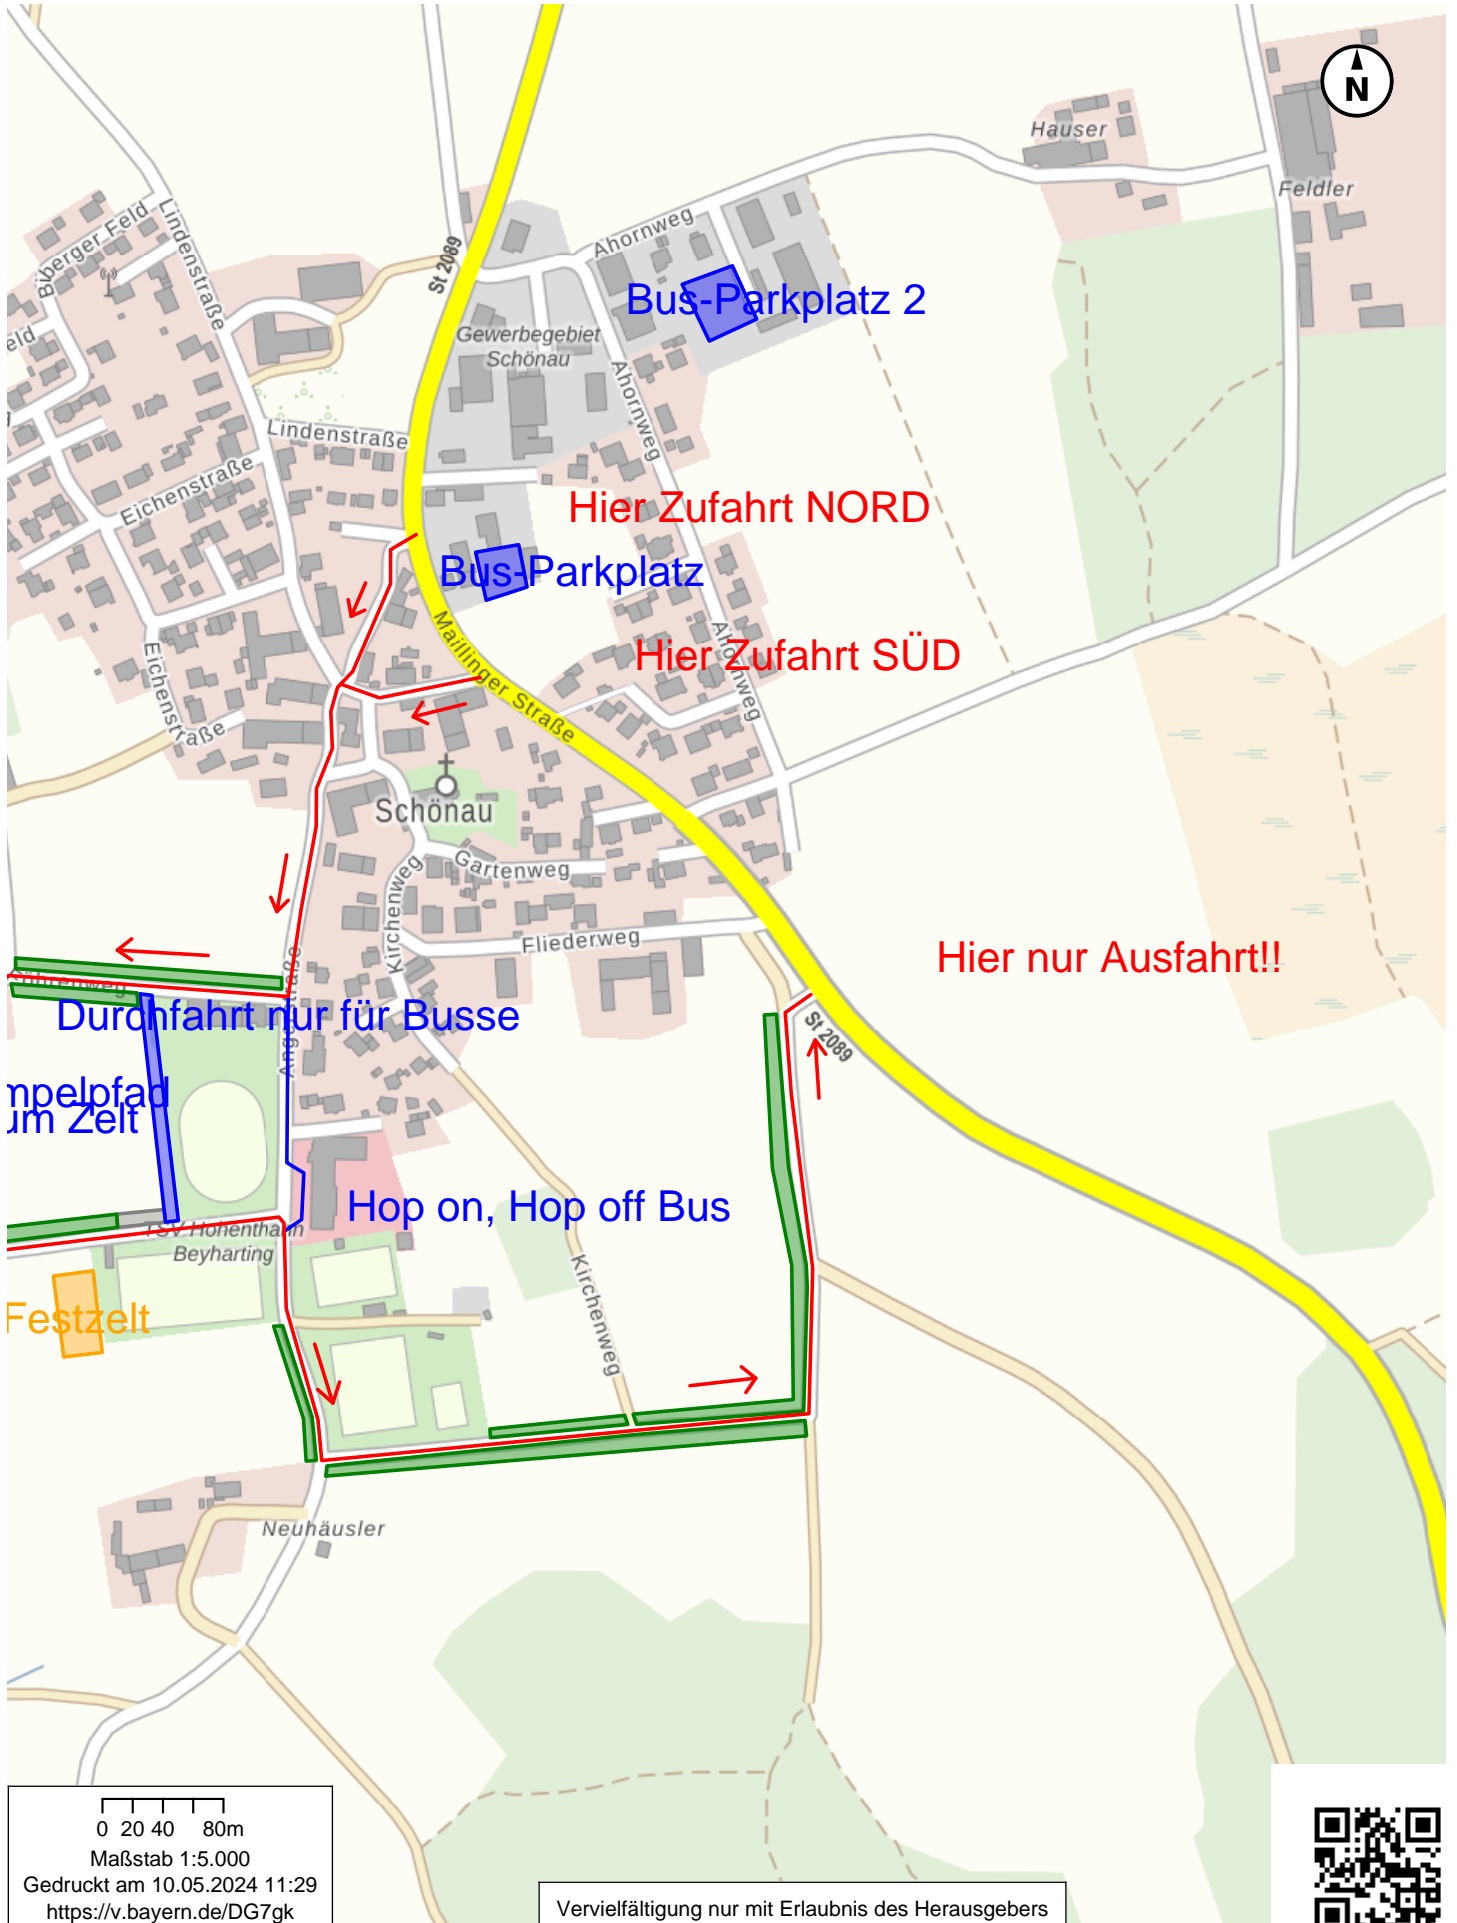 N
Hauser
Feldler
Biberger Feld
Lindenstraße
Ahornweg
St 2089
Bus-Parkplatz 2
Gewerbegebiet
Schönau
eld
Ahornweg
Lindenstraße
Eichenstraße
Hier Zufahrt NORD
Bus-Parkplatz
Maillinger Straße
Ahornweg
Hier Zufahrt SÜD
Eichenstraße
Schönau
Gartenweg
Kirchenweg
Fliederweg
Hier nur Ausfahrt!!
Angerstraße
Durchfahrt nur für Busse
St 2089
mpelpfad
um Zelt
Hop on, Hop off Bus
TSV Hohenthann
Beyharting
Kirchenweg
Festzelt
Neuhäusler
0 20 40 80m
Maßstab 1:5.000
Gedruckt am 10.05.2024 11:29
https://v.bayern.de/DG7gk
Vervielfältigung nur mit Erlaubnis des Herausgebers